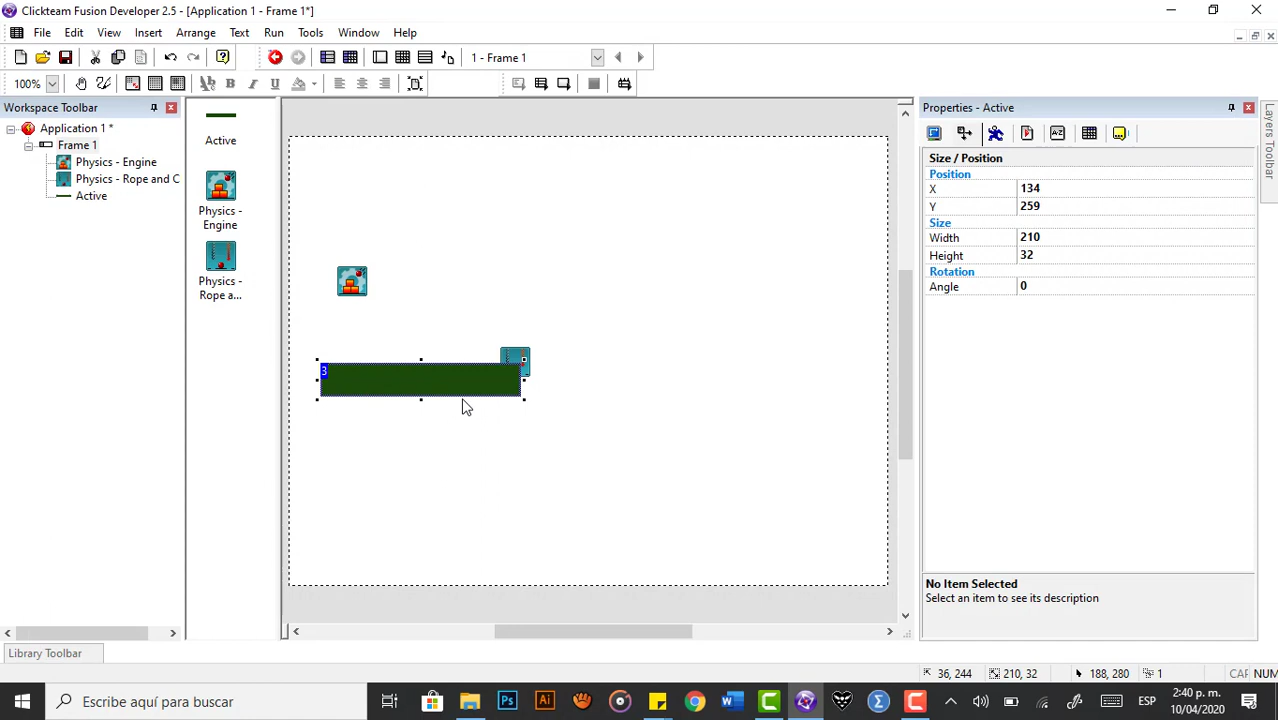 Clickteam Fusion Developer 2.5 - [Application 1 - Frame 1*]
File Edit View Insert Arrange Text Run Tools Window Help
1 - Frame 1
100%
Workspace Toolbar
Application 1 *
Frame 1
Physics - Engine
Physics - Rope and C
Active
Active
Physics -
Engine
Physics -
Rope a...
3
Properties - Active
Size / Position
Position
X 134
Y 259
Size
Width 210
Height 32
Rotation
Angle 0
No Item Selected
Select an item to see its description
Layers Toolbar
Library Toolbar
36, 244 210, 32 188, 280 1 CAP NUM
Escribe aquí para buscar
ESP
2:40 p. m.
10/04/2020